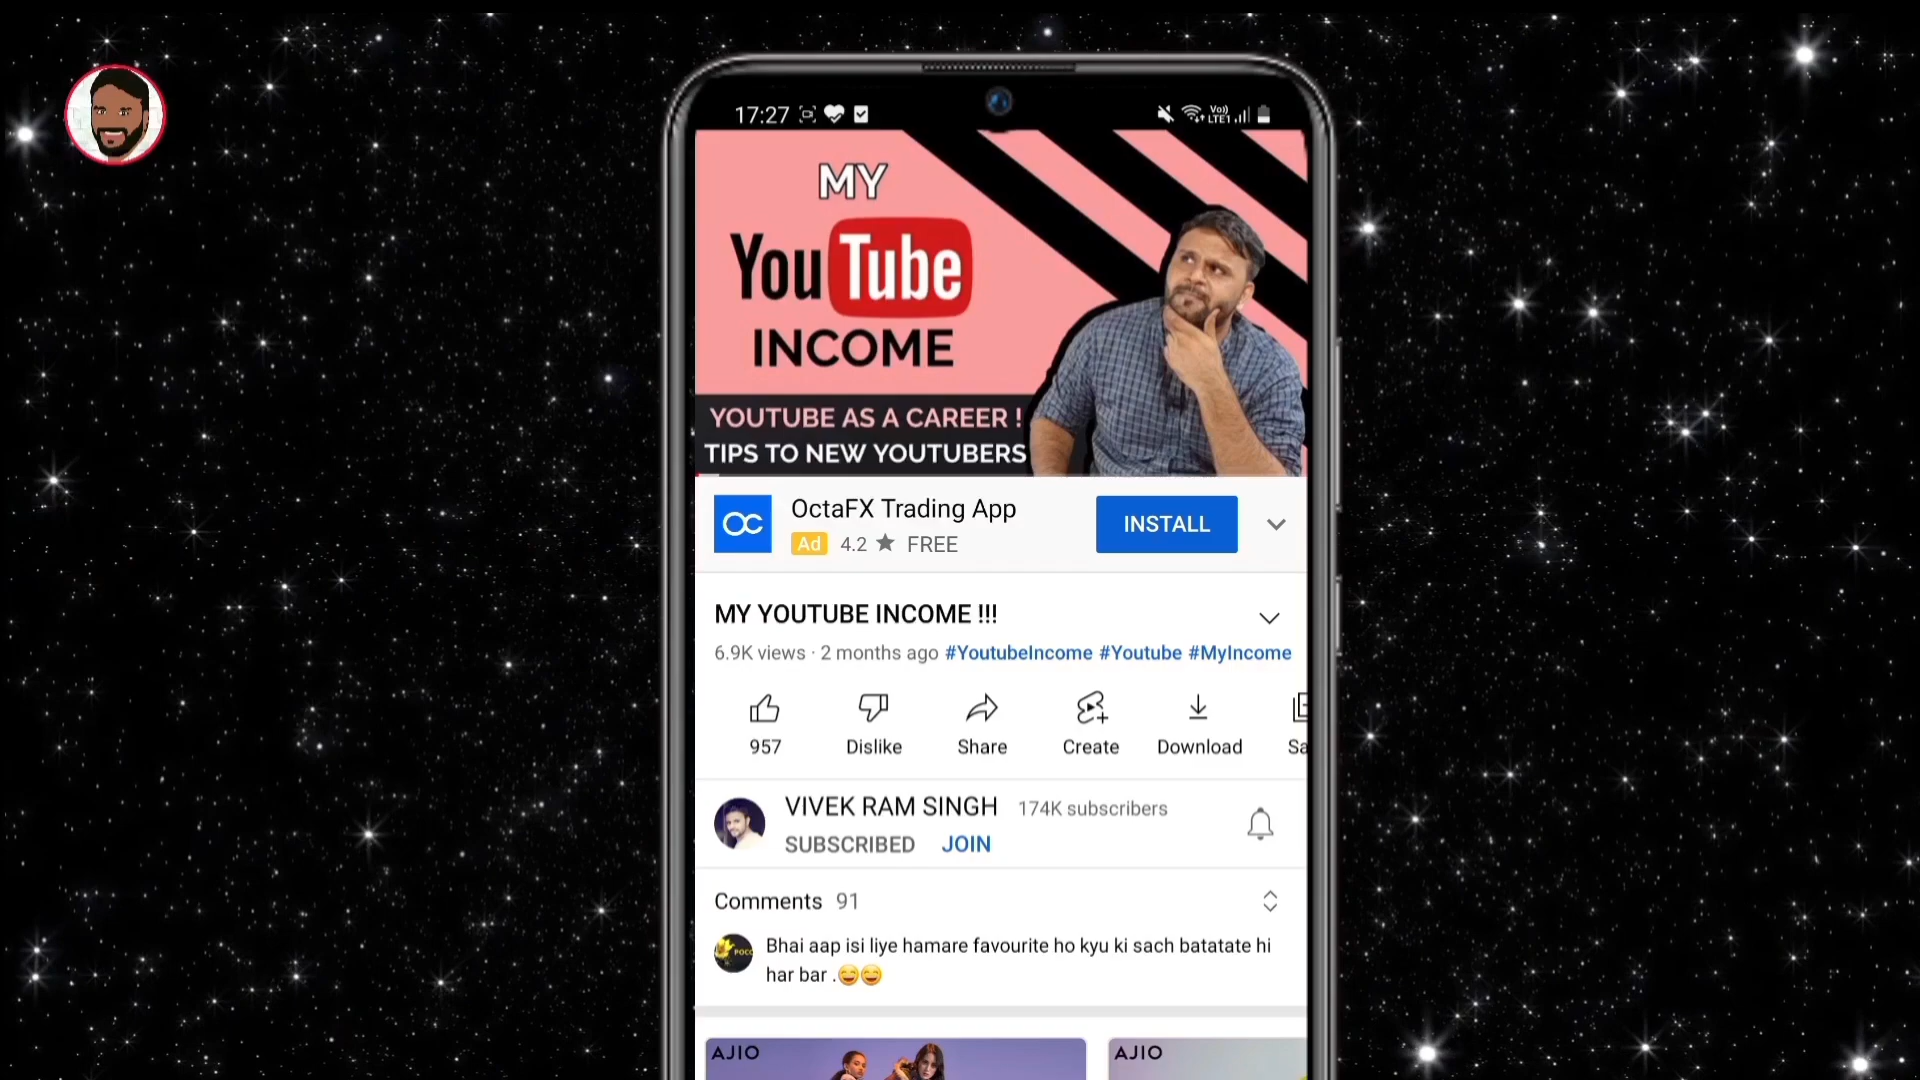 17:27
Vo)) LTE1
MY
YouTube
INCOME
YOUTUBE AS A CAREER !
TIPS TO NEW YOUTUBERS
OctaFX Trading App
Ad 4.2 ★ FREE
INSTALL
MY YOUTUBE INCOME !!!
6.9K views · 2 months ago #YoutubeIncome #Youtube #MyIncome
957 Dislike Share Create Download Sa
VIVEK RAM SINGH 174K subscribers
SUBSCRIBED JOIN
Comments 91
POCO
Bhai aap isi liye hamare favourite ho kyu ki sach batatate hi
har bar .😄😄
AJIO AJIO